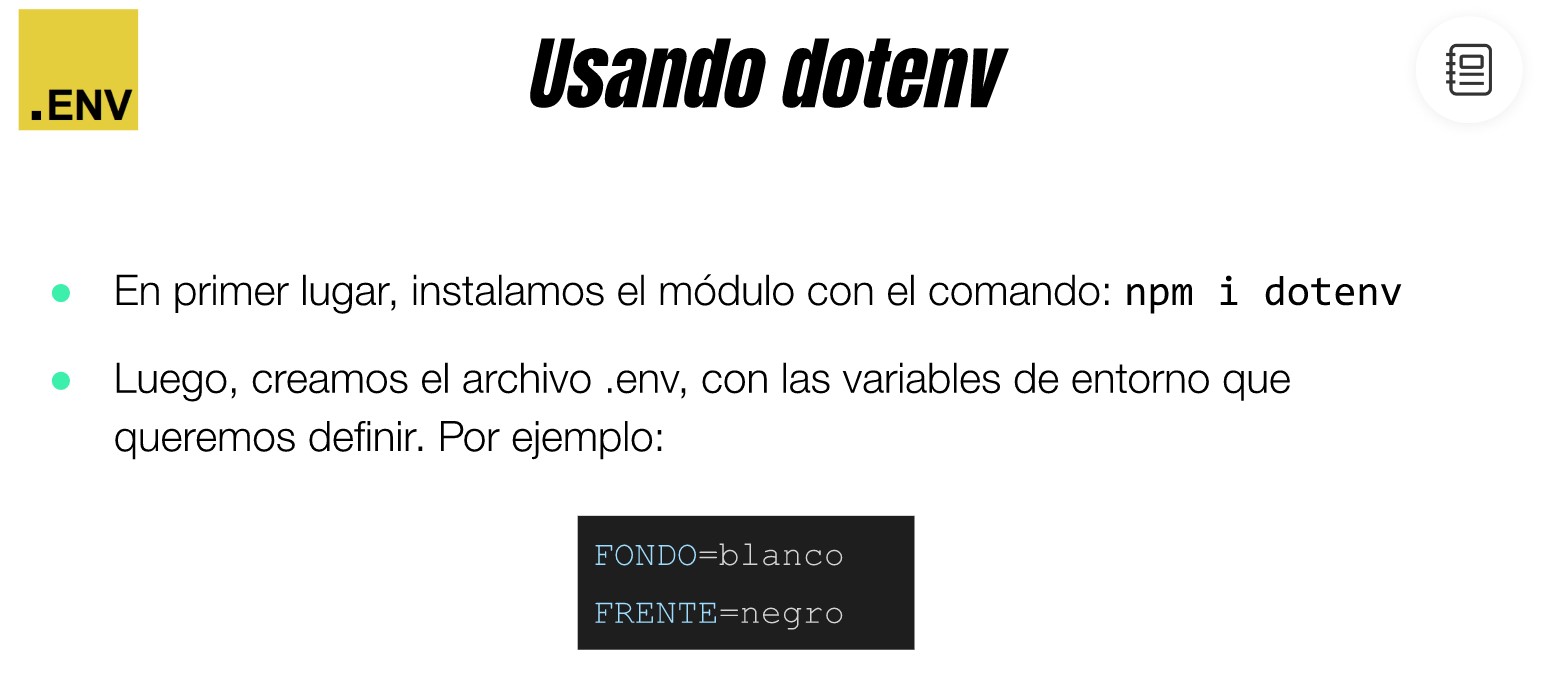 .ENV
Usando dotenv
En primer lugar, instalamos el módulo con el comando: npm i dotenv
Luego, creamos el archivo .env, con las variables de entorno que
queremos definir. Por ejemplo:
FONDO=blanco
FRENTE=negro